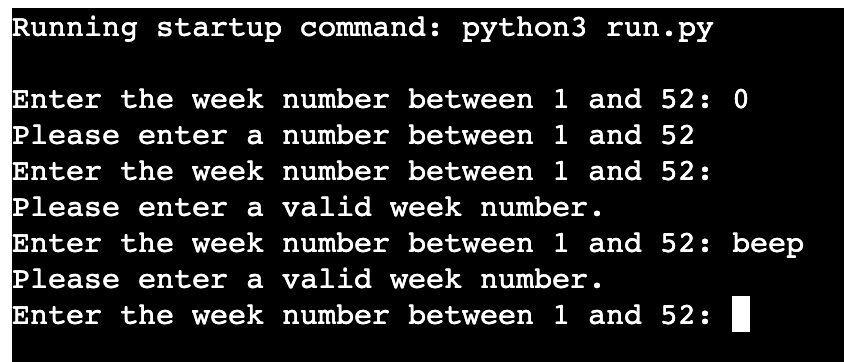 Running startup command: python3 run.py
Enter the week number between 1 and 52: 0
Please enter a number between 1 and 52
Enter the week number between 1 and 52:
Please enter a valid week number.
Enter the week number between 1 and 52: beep
Please enter a valid week number.
Enter the week number between 1 and 52: